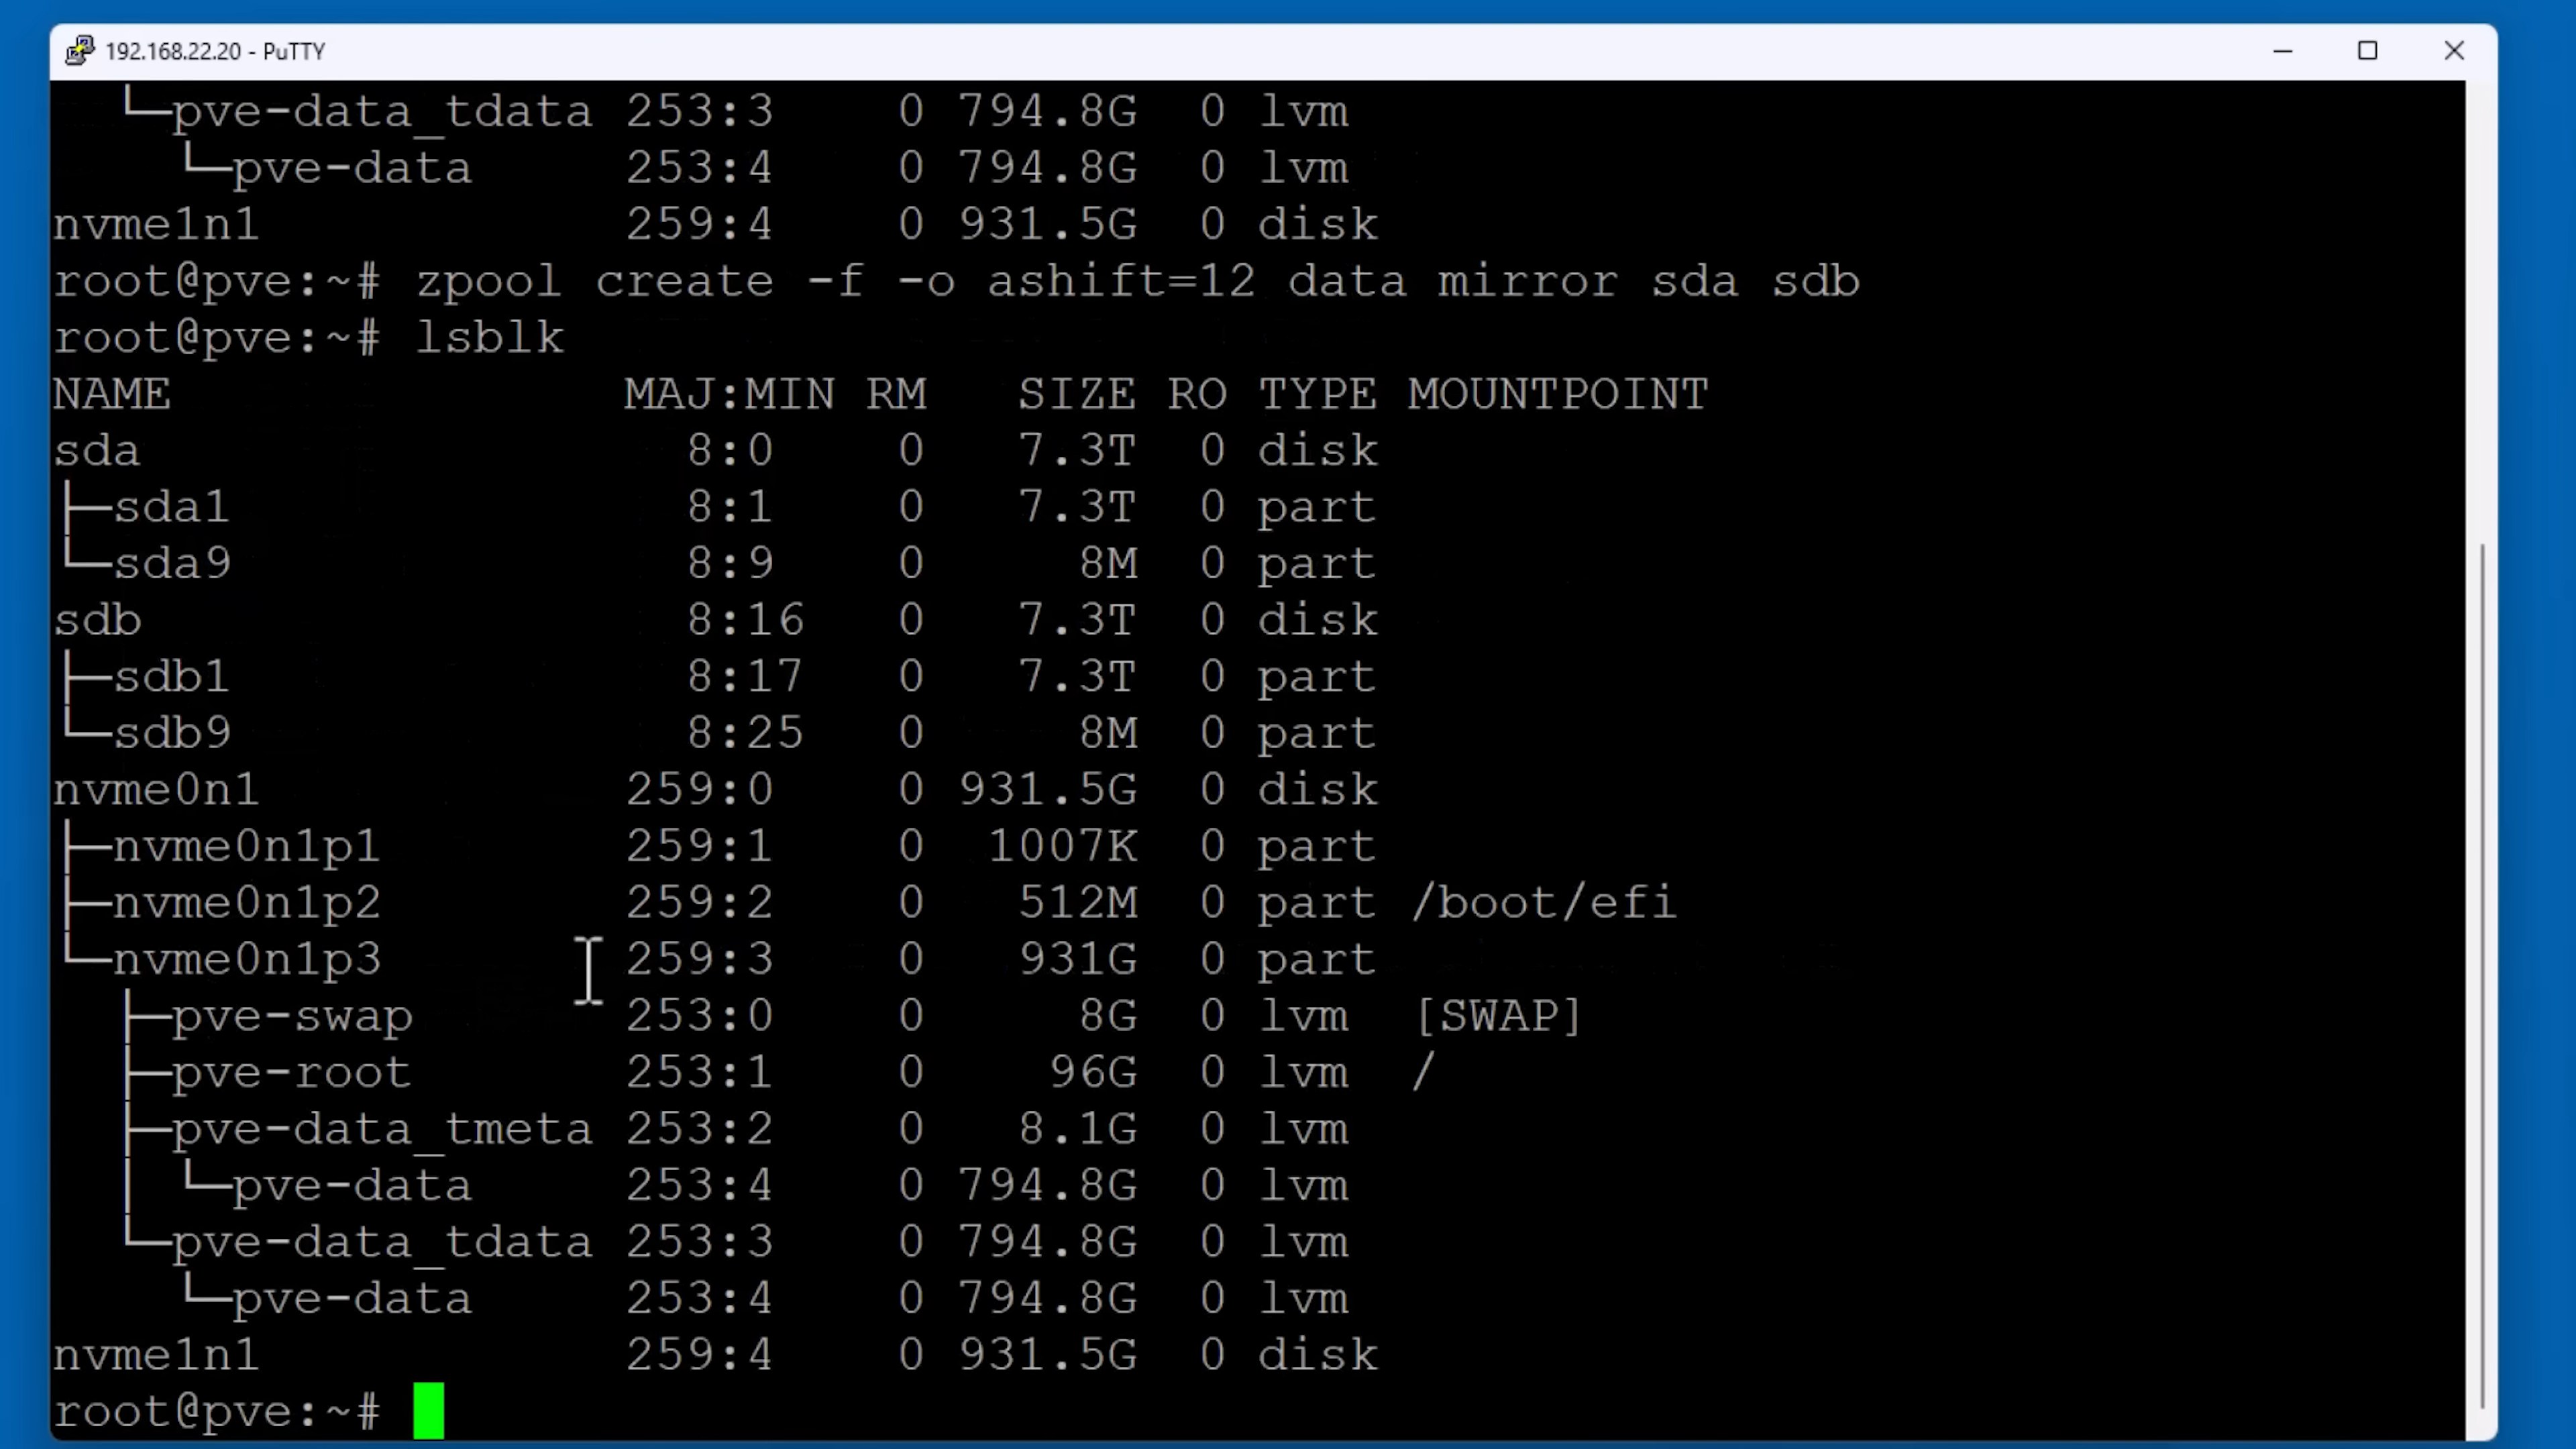 192.168.22.20 - PuTTY
└─pve-data_tdata 253:3 0 794.8G 0 lvm
└─pve-data 253:4 0 794.8G 0 lvm
nvme1n1 259:4 0 931.5G 0 disk
root@pve:~# zpool create -f -o ashift=12 data mirror sda sdb
root@pve:~# lsblk
NAME MAJ:MIN RM SIZE RO TYPE MOUNTPOINT
sda 8:0 0 7.3T 0 disk
├─sda1 8:1 0 7.3T 0 part
└─sda9 8:9 0 8M 0 part
sdb 8:16 0 7.3T 0 disk
├─sdb1 8:17 0 7.3T 0 part
└─sdb9 8:25 0 8M 0 part
nvme0n1 259:0 0 931.5G 0 disk
├─nvme0n1p1 259:1 0 1007K 0 part
├─nvme0n1p2 259:2 0 512M 0 part /boot/efi
└─nvme0n1p3 259:3 0 931G 0 part
├─pve-swap 253:0 0 8G 0 lvm [SWAP]
├─pve-root 253:1 0 96G 0 lvm /
├─pve-data_tmeta 253:2 0 8.1G 0 lvm
│ └─pve-data 253:4 0 794.8G 0 lvm
└─pve-data_tdata 253:3 0 794.8G 0 lvm
└─pve-data 253:4 0 794.8G 0 lvm
nvme1n1 259:4 0 931.5G 0 disk
root@pve:~#